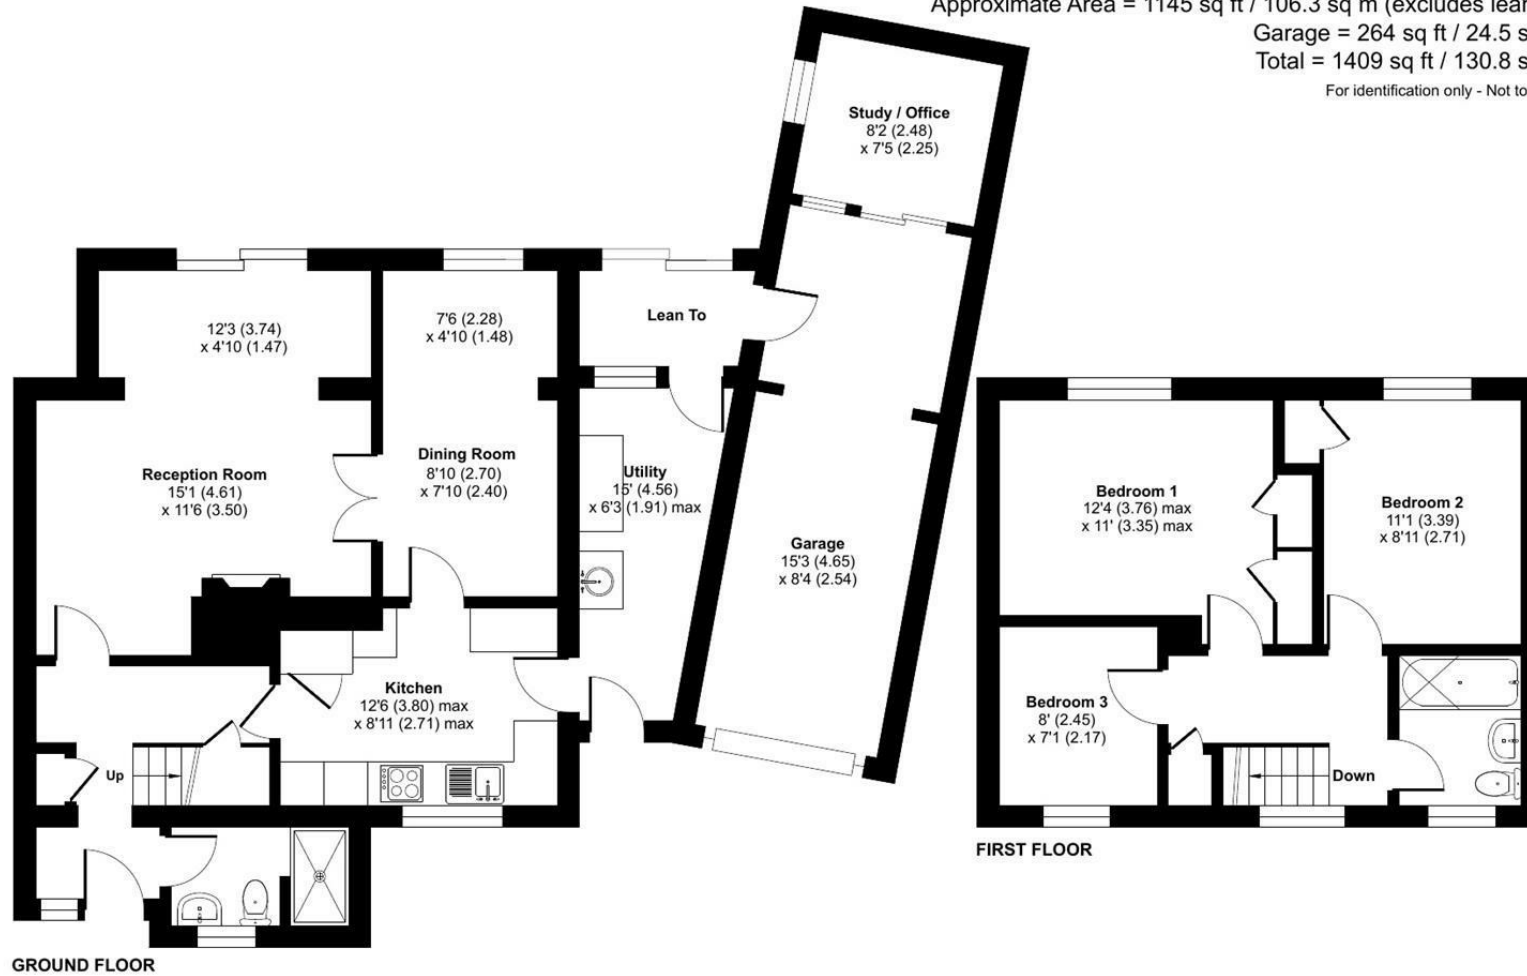 Approximate Area = 1145 sq ft / 106.3 sq m (excludes lean
Garage = 264 sq ft / 24.5 s
Total = 1409 sq ft / 130.8 s
For identification only - Not to
Study / Office
8'2 (2.48)
x 7'5 (2.25)
12'3 (3.74)
x 4'10 (1.47)
7'6 (2.28)
x 4'10 (1.48)
Lean To
Reception Room
15'1 (4.61)
x 11'6 (3.50)
Dining Room
8'10 (2.70)
x 7'10 (2.40)
Utility
15' (4.56)
x 6'3 (1.91) max
Garage
15'3 (4.65)
x 8'4 (2.54)
Kitchen
12'6 (3.80) max
x 8'11 (2.71) max
Up
GROUND FLOOR
Bedroom 1
12'4 (3.76) max
x 11' (3.35) max
Bedroom 2
11'1 (3.39)
x 8'11 (2.71)
Bedroom 3
8' (2.45)
x 7'1 (2.17)
Down
FIRST FLOOR